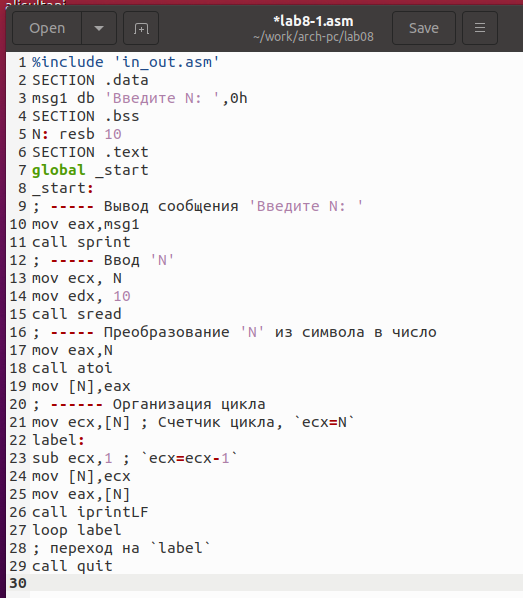 Open
*lab8-1.asm
~/work/arch-pc/lab08
Save
1 %include 'in_out.asm'
2 SECTION .data
3 msg1 db 'Введите N: ',0h
4 SECTION .bss
5 N: resb 10
6 SECTION .text
7 global _start
8 _start:
9 ; ----- Вывод сообщения 'Введите N: '
10 mov eax,msg1
11 call sprint
12 ; ----- Ввод 'N'
13 mov ecx, N
14 mov edx, 10
15 call sread
16 ; ----- Преобразование 'N' из символа в число
17 mov eax,N
18 call atoi
19 mov [N],eax
20 ; ------ Организация цикла
21 mov ecx,[N] ; Счетчик цикла, `ecx=N`
22 label:
23 sub ecx,1 ; `ecx=ecx-1`
24 mov [N],ecx
25 mov eax,[N]
26 call iprintLF
27 loop label
28 ; переход на `label`
29 call quit
30